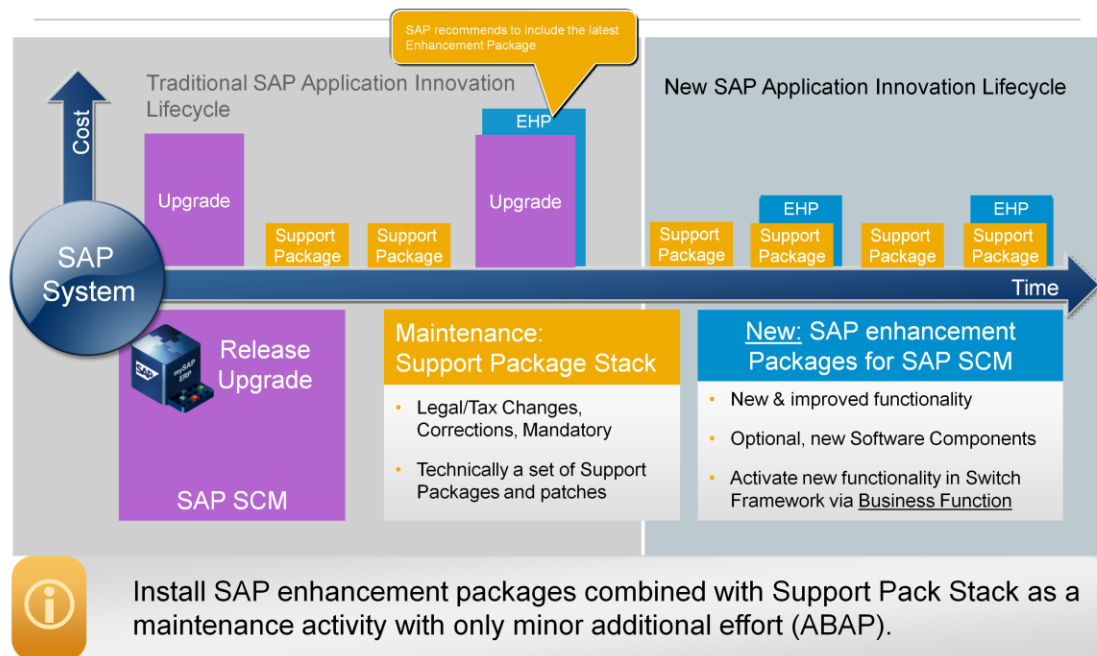 SAP recommends to include the latest
Enhancement Package
Traditional SAP Application Innovation
Lifecycle
New SAP Application Innovation Lifecycle
Cost
Upgrade
Support
Package
Support
Package
EHP
Upgrade
Support
Package
EHP
Support
Package
Support
Package
EHP
Support
Package
SAP
System
Time
SAP
mySAP
ERP
Release
Upgrade
SAP SCM
Maintenance:
Support Package Stack
• Legal/Tax Changes,
Corrections, Mandatory
• Technically a set of Support
Packages and patches
New: SAP enhancement
Packages for SAP SCM
• New & improved functionality
• Optional, new Software Components
• Activate new functionality in Switch
Framework via Business Function
Install SAP enhancement packages combined with Support Pack Stack as a
maintenance activity with only minor additional effort (ABAP).